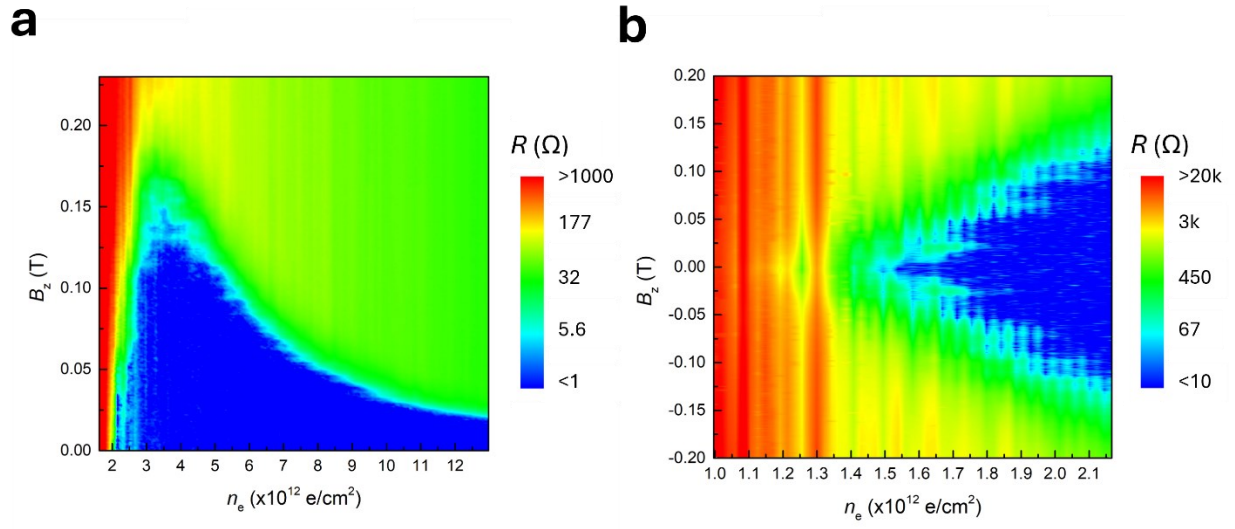 a
b
0.20
0.15
0.10
0.05
0.00
B_z (T)
2 3 4 5 6 7 8 9 10 11 12
n_e (x10^12 e/cm^2)
R (Ω)
>1000
177
32
5.6
<1
0.20
0.15
0.10
0.05
0.00
-0.05
-0.10
-0.15
-0.20
B_z (T)
1.0 1.1 1.2 1.3 1.4 1.5 1.6 1.7 1.8 1.9 2.0 2.1
n_e (x10^12 e/cm^2)
R (Ω)
>20k
3k
450
67
<10